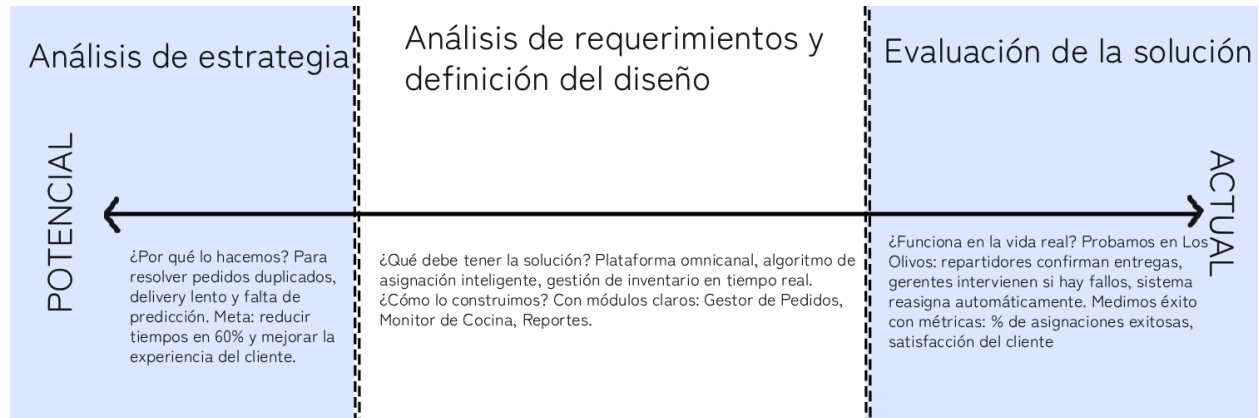 Análisis de estrategia
Análisis de requerimientos y
definición del diseño
Evaluación de la solución
POTENCIAL
ACTUAL
¿Por qué lo hacemos? Para
resolver pedidos duplicados,
delivery lento y falta de
predicción. Meta: reducir
tiempos en 60% y mejorar la
experiencia del cliente.
¿Qué debe tener la solución? Plataforma omnicanal, algoritmo de
asignación inteligente, gestión de inventario en tiempo real.
¿Cómo lo construimos? Con módulos claros: Gestor de Pedidos,
Monitor de Cocina, Reportes.
¿Funciona en la vida real? Probamos en Los
Olivos: repartidores confirman entregas,
gerentes intervienen si hay fallos, sistema
reasigna automáticamente. Medimos éxito
con métricas: % de asignaciones exitosas,
satisfacción del cliente